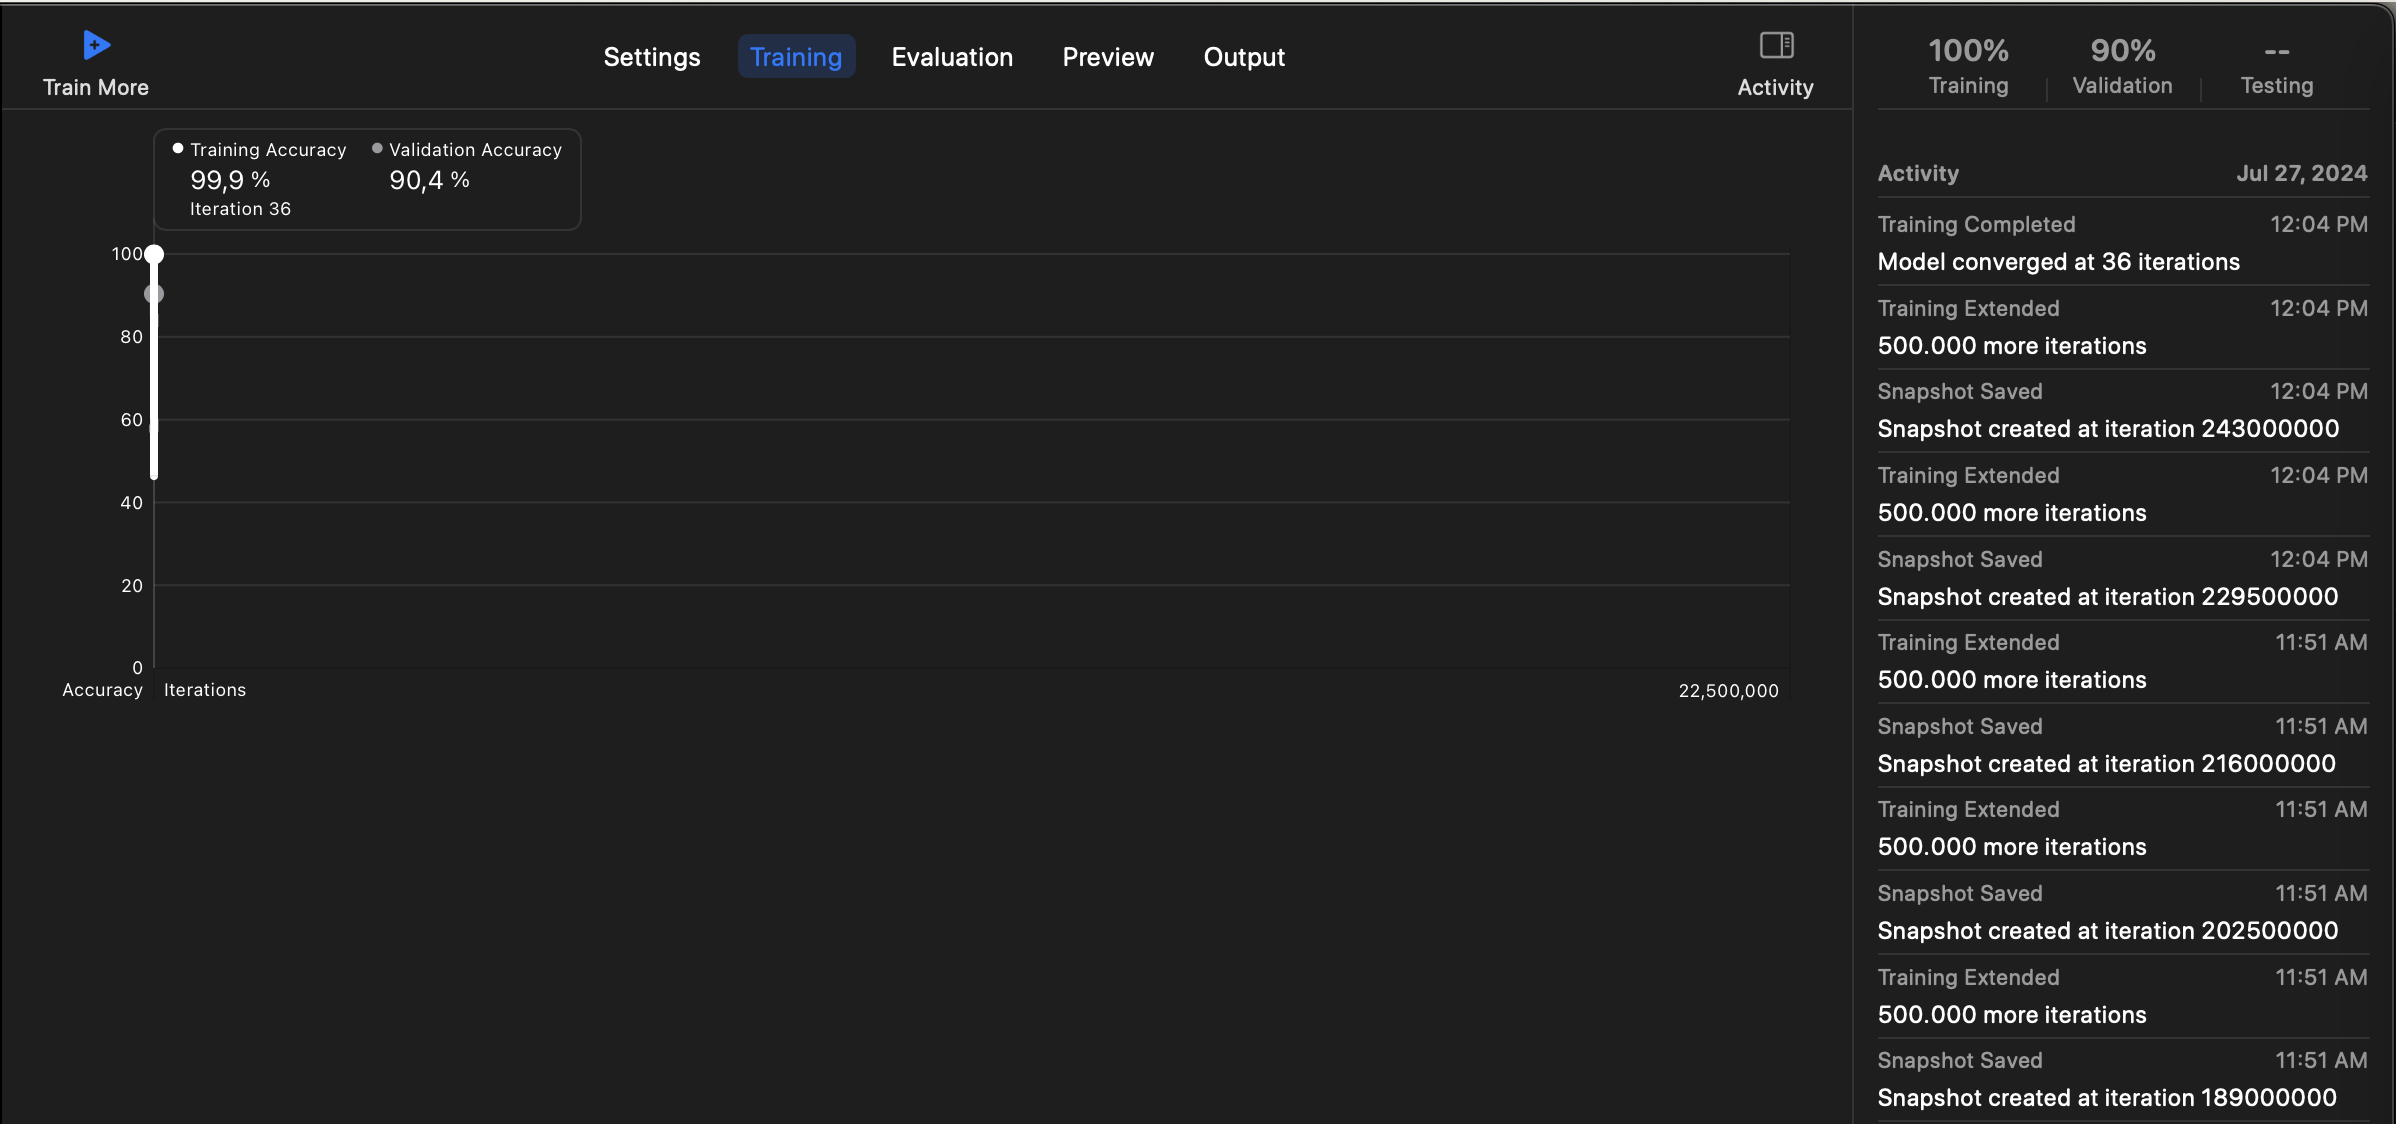 Train More
Settings
Training
Evaluation
Preview
Output
Activity
100%
Training
90%
Validation
--
Testing
Training Accuracy
99,9 %
Iteration 36
Validation Accuracy
90,4 %
100
80
60
40
20
0
Accuracy
Iterations
22,500,000
Activity Jul 27, 2024
Training Completed 12:04 PM
Model converged at 36 iterations
Training Extended 12:04 PM
500.000 more iterations
Snapshot Saved 12:04 PM
Snapshot created at iteration 243000000
Training Extended 12:04 PM
500.000 more iterations
Snapshot Saved 12:04 PM
Snapshot created at iteration 229500000
Training Extended 11:51 AM
500.000 more iterations
Snapshot Saved 11:51 AM
Snapshot created at iteration 216000000
Training Extended 11:51 AM
500.000 more iterations
Snapshot Saved 11:51 AM
Snapshot created at iteration 202500000
Training Extended 11:51 AM
500.000 more iterations
Snapshot Saved 11:51 AM
Snapshot created at iteration 189000000